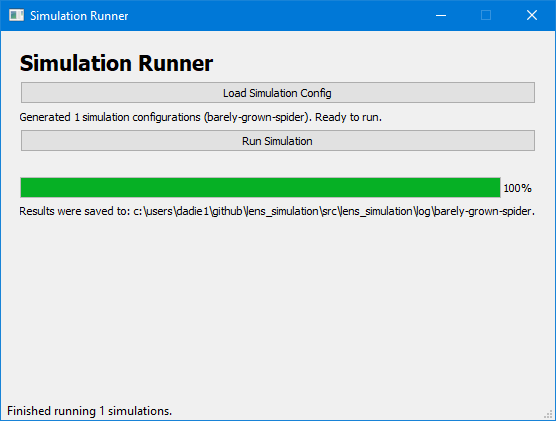 Simulation Runner
Simulation Runner
Load Simulation Config
Generated 1 simulation configurations (barely-grown-spider). Ready to run.
Run Simulation
100%
Results were saved to: c:\users\dadie1\github\lens_simulation\src\lens_simulation\log\barely-grown-spider.
Finished running 1 simulations.